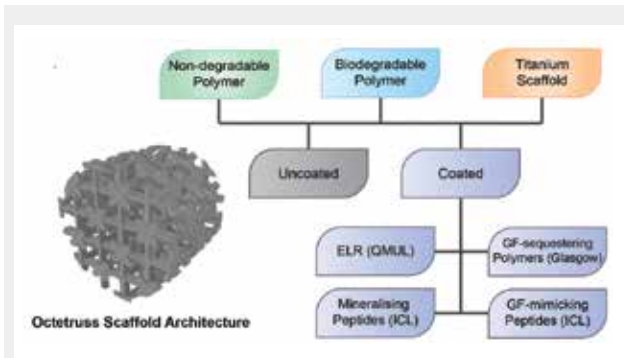 Non-degradable
Polymer
Biodegradable
Polymer
Titanium
Scaffold
Uncoated
Coated
ELR (QMUL)
GF-sequestering
Polymers (Glasgow)
Mineralising
Peptides (ICL)
GF-mimicking
Peptides (ICL)
Octetruss Scaffold Architecture